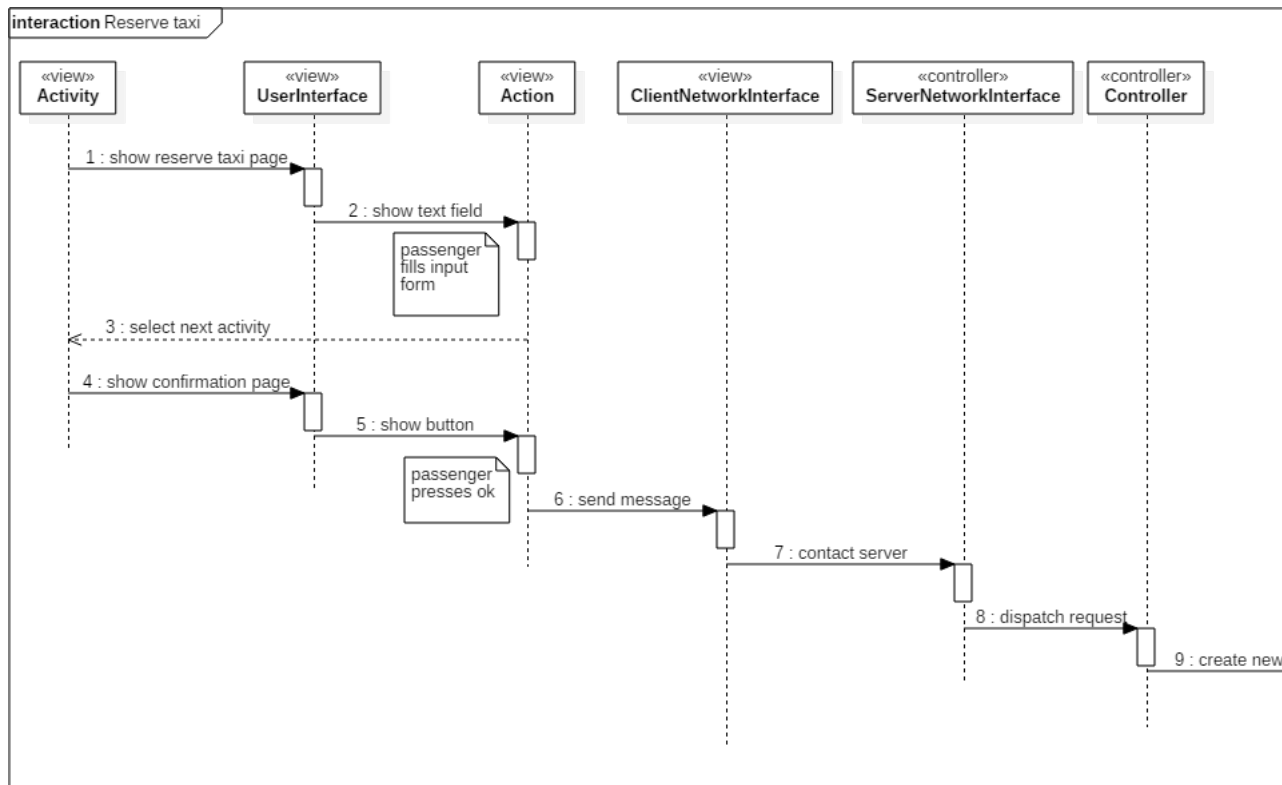 interaction Reserve taxi
«view»
Activity
«view»
UserInterface
«view»
Action
«view»
ClientNetworkInterface
«controller»
ServerNetworkInterface
«controller»
Controller
1 : show reserve taxi page
2 : show text field
passenger
fills input
form
3 : select next activity
4 : show confirmation page
5 : show button
passenger
presses ok
6 : send message
7 : contact server
8 : dispatch request
9 : create new